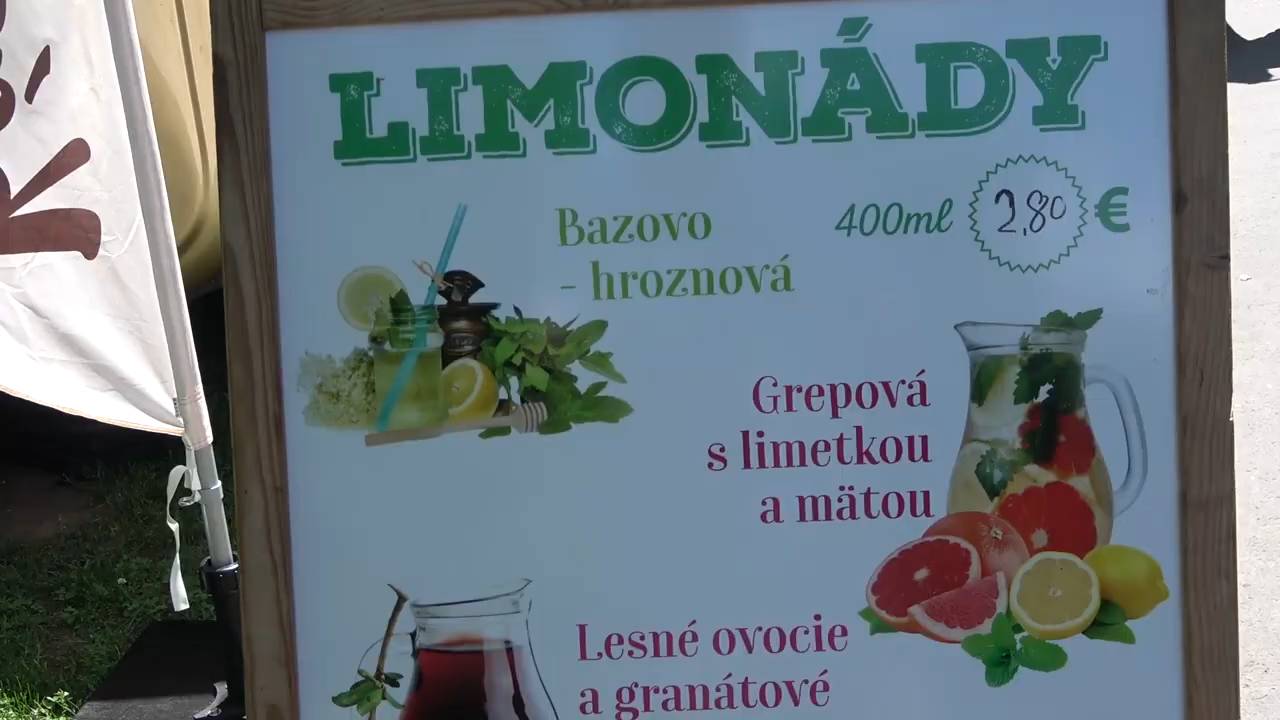 LIMONÁDY
Bazovo
- hroznová
400ml 2,80 €
Grepová
s limetkou
a mätou
Lesné ovocie
a granátové